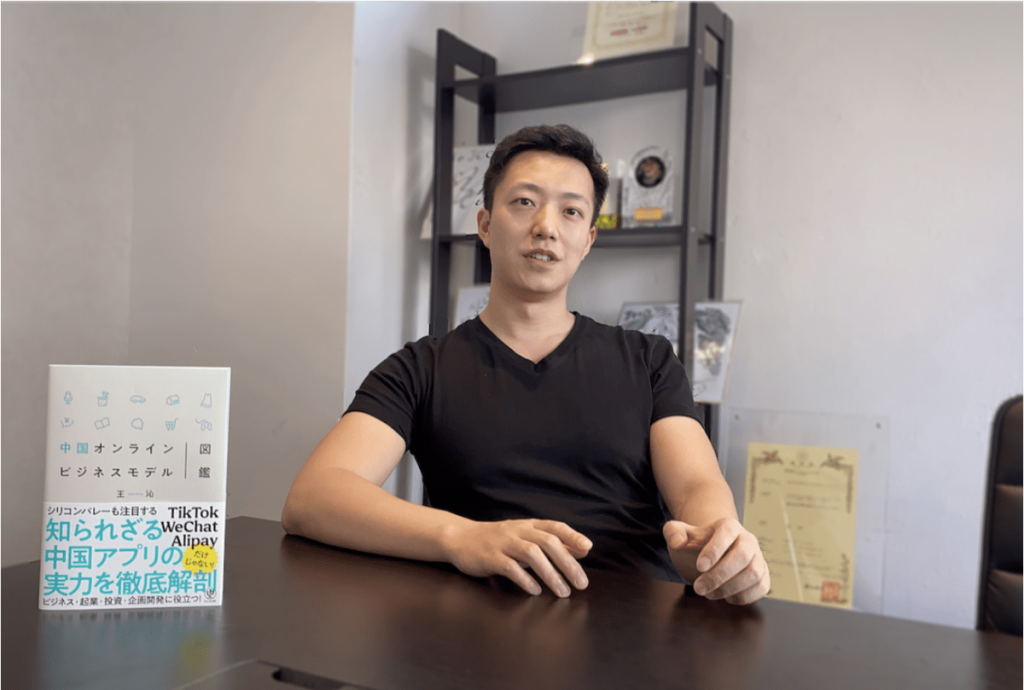 中国オンライン
ビジネスモデル
図鑑
王 沁
シリコンバレーも注目する
知られざる
中国アプリの
実力を徹底解剖
TikTok
WeChat
Alipay
だけ
じゃない!
ビジネス・起業・投資・企画開発に役立つ!